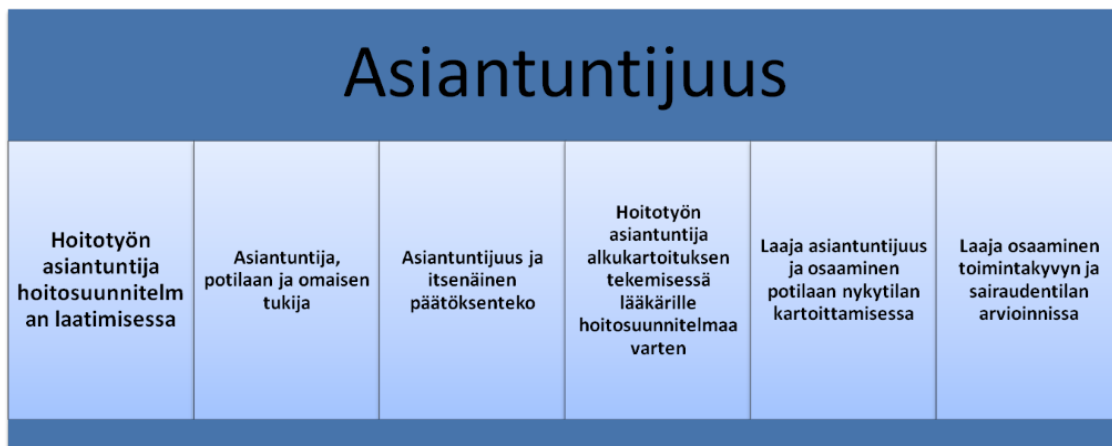 Asiantuntijuus
Hoitotyön
asiantuntija
hoitosuunnitelm
an laatimisessa
Asiantuntija,
potilaan ja omaisen
tukija
Asiantuntijuus ja
itsenäinen
päätöksenteko
Hoitotyön
asiantuntija
alkukartoituksen
tekemisessä
lääkärille
hoitosuunnitelmaa
varten
Laaja asiantuntijuus
ja osaaminen
potilaan nykytilan
kartoittamisessa
Laaja osaaminen
toimintakyvyn ja
sairaudentilan
arvioinnissa